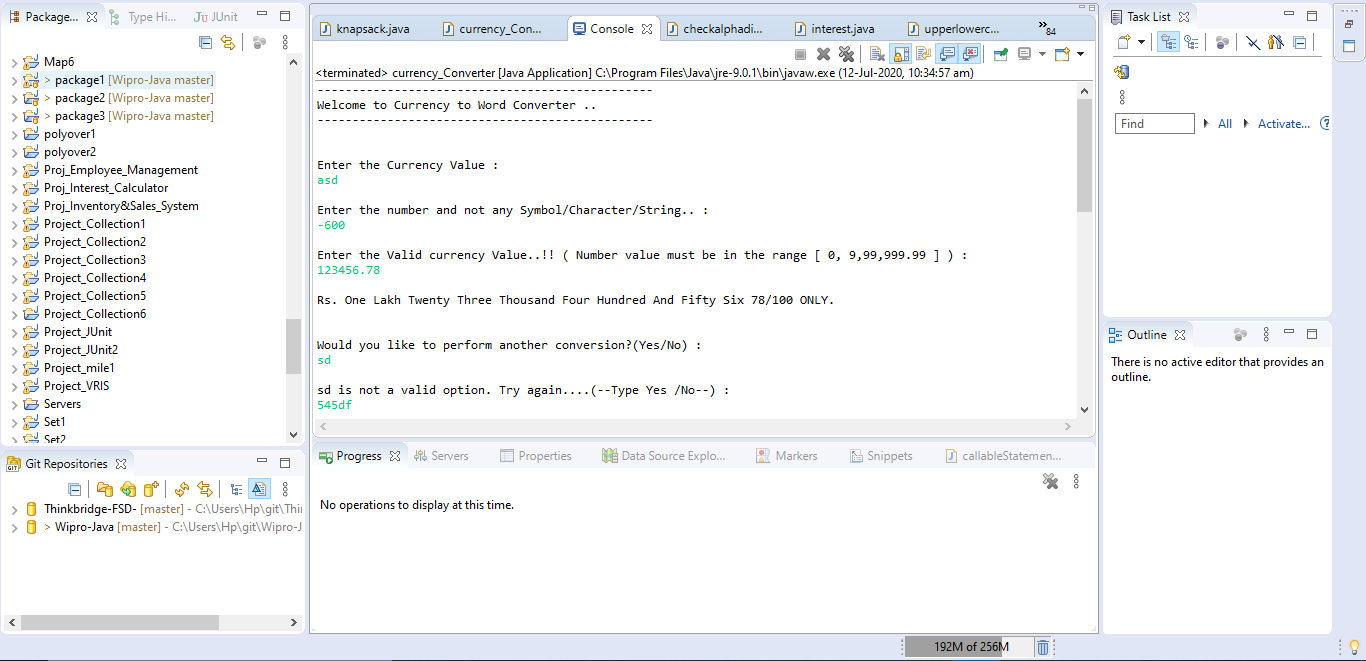 Package...
Type Hi...
JUnit
Map6
> package1 [Wipro-Java master]
> package2 [Wipro-Java master]
> package3 [Wipro-Java master]
polyover1
polyover2
Proj_Employee_Management
Proj_Interest_Calculator
Proj_Inventory&Sales_System
Project_Collection1
Project_Collection2
Project_Collection3
Project_Collection4
Project_Collection5
Project_Collection6
Project_JUnit
Project_JUnit2
Project_mile1
Project_VRIS
Servers
Set1
Set2
Git Repositories
Thinkbridge-FSD- [master] - C:\Users\Hp\git\Thi
> Wipro-Java [master] - C:\Users\Hp\git\Wipro-J
knapsack.java
currency_Con...
Console
checkalphadi...
interest.java
upperlowerc...
»84
<terminated> currency_Converter [Java Application] C:\Program Files\Java\jre-9.0.1\bin\javaw.exe (12-Jul-2020, 10:34:57 am)
---------------------------------------------
Welcome to Currency to Word Converter ..
---------------------------------------------
Enter the Currency Value :
asd
Enter the number and not any Symbol/Character/String.. :
-600
Enter the Valid currency Value..!! ( Number value must be in the range [ 0, 9,99,999.99 ] ) :
123456.78
Rs. One Lakh Twenty Three Thousand Four Hundred And Fifty Six 78/100 ONLY.
Would you like to perform another conversion?(Yes/No) :
sd
sd is not a valid option. Try again....(--Type Yes /No--) :
545df
Progress
Servers
Properties
Data Source Explo...
Markers
Snippets
callableStatemen...
No operations to display at this time.
Task List
Find
All
Activate...
Outline
There is no active editor that provides an
outline.
192M of 256M